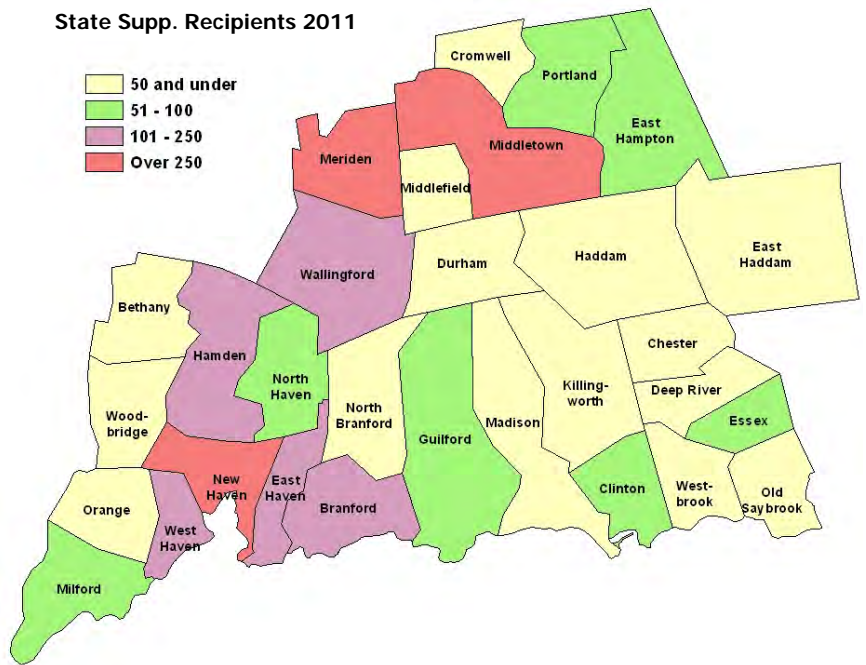 State Supp. Recipients 2011
50 and under
51 - 100
101 - 250
Over 250
Cromwell
Portland
East
Hampton
Meriden
Middletown
Middlefield
Wallingford
Durham
Haddam
East
Haddam
Bethany
Hamden
North
Haven
Chester
Killing-
worth
Deep River
Wood-
bridge
North
Branford
Guilford
Madison
Essex
New
Haven
East
Haven
Branford
Clinton
West-
brook
Old
Saybrook
Orange
West
Haven
Milford